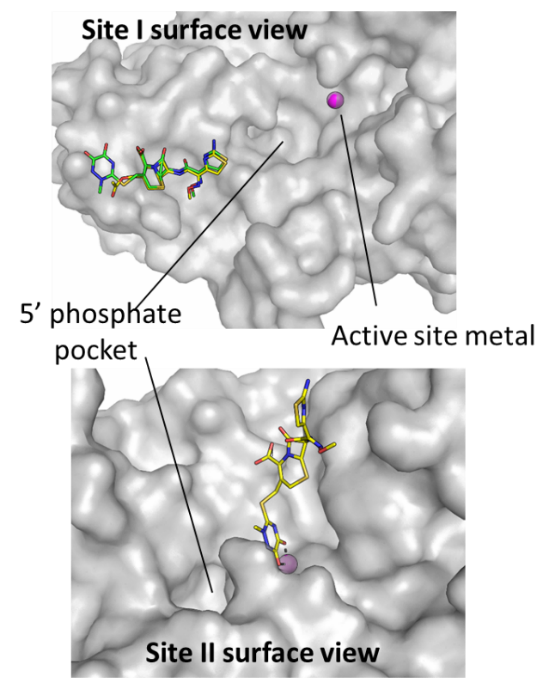 Site I surface view
5’ phosphate
pocket
Active site metal
Site II surface view